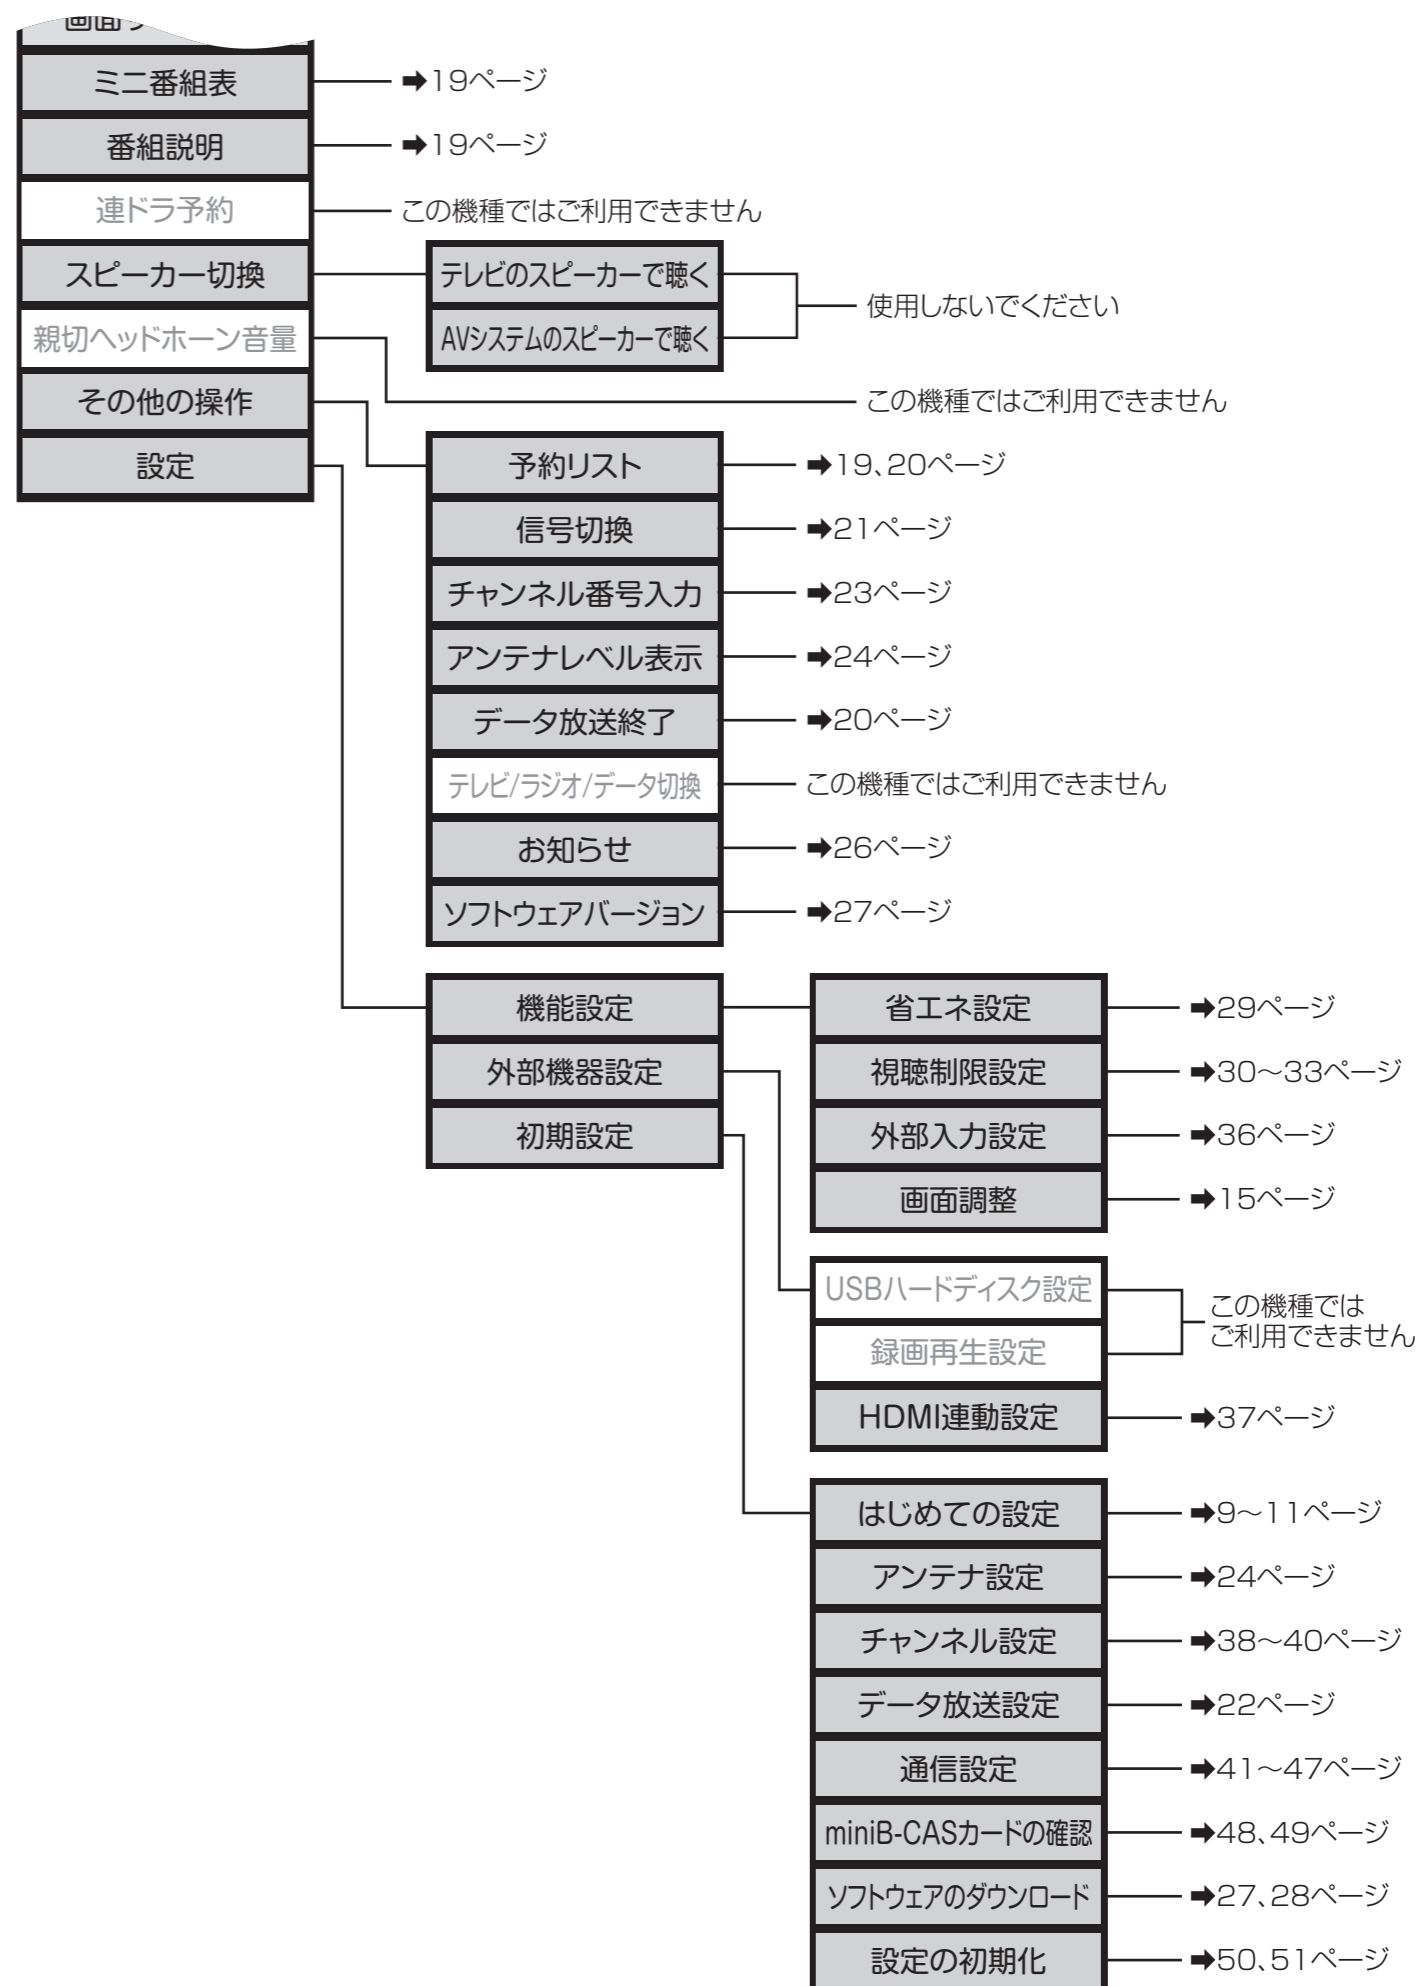 ミニ番組表 ➡19ページ
番組説明 ➡19ページ
連ドラ予約 この機種ではご利用できません
スピーカー切換
テレビのスピーカーで聴く
AVシステムのスピーカーで聴く
使用しないでください
親切ヘッドホーン音量 この機種ではご利用できません
その他の操作
設定
予約リスト ➡19、20ページ
信号切換 ➡21ページ
チャンネル番号入力 ➡23ページ
アンテナレベル表示 ➡24ページ
データ放送終了 ➡20ページ
テレビ/ラジオ/データ切換 この機種ではご利用できません
お知らせ ➡26ページ
ソフトウェアバージョン ➡27ページ
機能設定
外部機器設定
初期設定
省エネ設定 ➡29ページ
視聴制限設定 ➡30～33ページ
外部入力設定 ➡36ページ
画面調整 ➡15ページ
USBハードディスク設定
録画再生設定
この機種では
ご利用できません
HDMI連動設定 ➡37ページ
はじめての設定 ➡9～11ページ
アンテナ設定 ➡24ページ
チャンネル設定 ➡38～40ページ
データ放送設定 ➡22ページ
通信設定 ➡41～47ページ
miniB-CASカードの確認 ➡48、49ページ
ソフトウェアのダウンロード ➡27、28ページ
設定の初期化 ➡50、51ページ